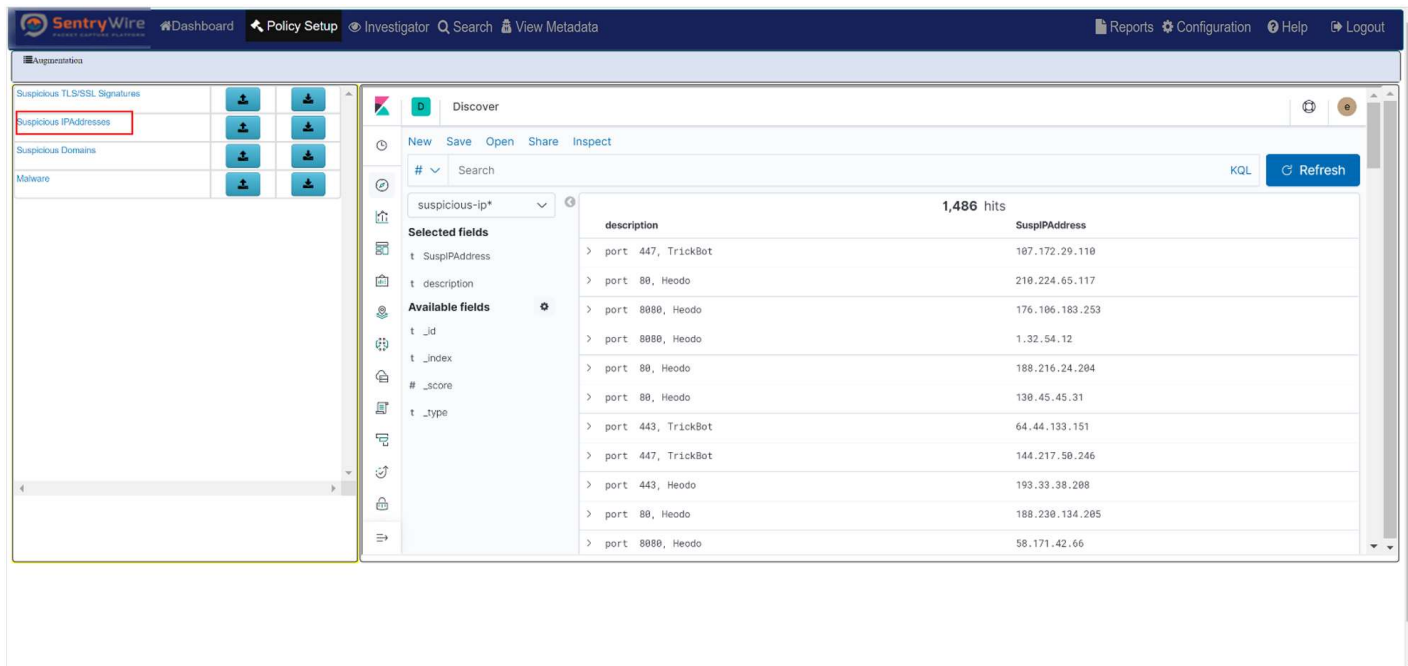 SentryWire Dashboard Policy Setup Investigator Search View Metadata Reports Configuration Help Logout
PACKET CAPTURE PLATFORM
Augmentation
Suspicious TLS/SSL Signatures
Suspicious IPAddresses
Suspicious Domains
Malware
D Discover e
New Save Open Share Inspect
# Search KQL Refresh
suspicious-ip*
Selected fields
t SuspIPAddress
t description
Available fields
t _id
t _index
# _score
t _type
1,486 hits
description SuspIPAddress
> port 447, TrickBot 107.172.29.110
> port 80, Heodo 210.224.65.117
> port 8080, Heodo 176.106.183.253
> port 8080, Heodo 1.32.54.12
> port 80, Heodo 188.216.24.204
> port 80, Heodo 130.45.45.31
> port 443, TrickBot 64.44.133.151
> port 447, TrickBot 144.217.50.246
> port 443, Heodo 193.33.38.208
> port 80, Heodo 188.230.134.205
> port 8080, Heodo 58.171.42.66